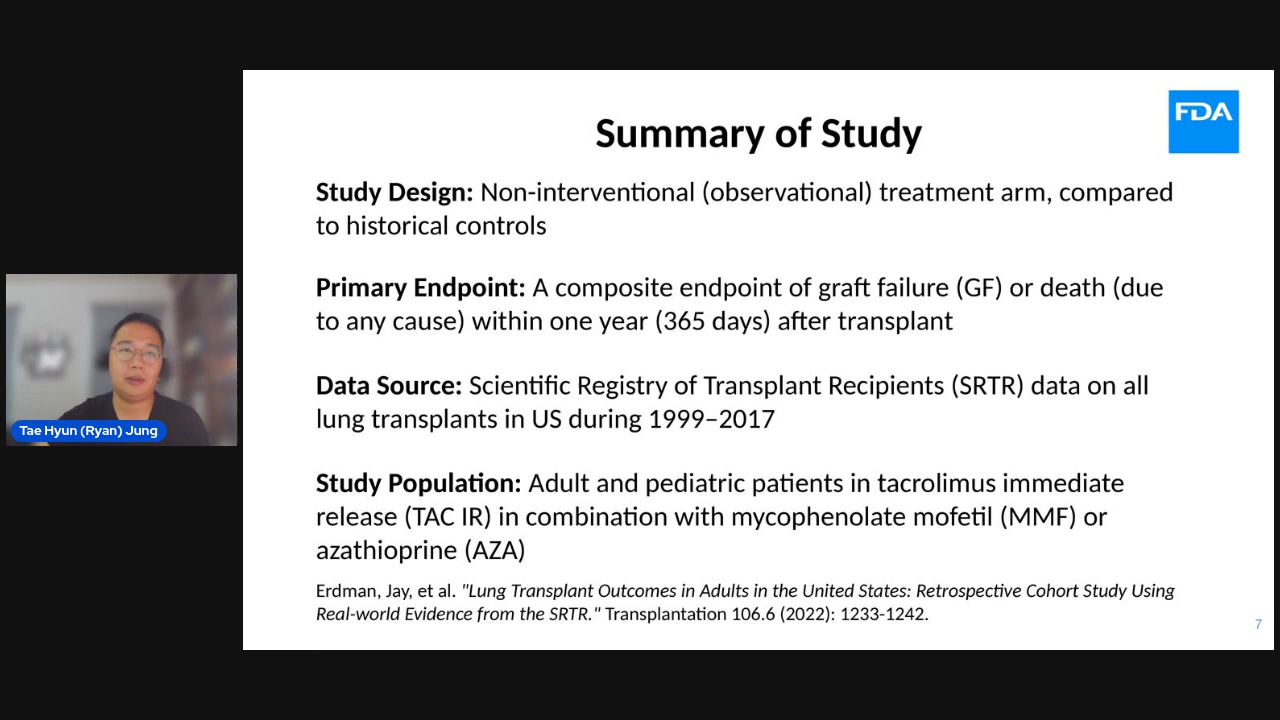 FDA
Summary of Study
Study Design: Non-interventional (observational) treatment arm, compared
to historical controls
Primary Endpoint: A composite endpoint of graft failure (GF) or death (due
to any cause) within one year (365 days) after transplant
Data Source: Scientific Registry of Transplant Recipients (SRTR) data on all
lung transplants in US during 1999–2017
Study Population: Adult and pediatric patients in tacrolimus immediate
release (TAC IR) in combination with mycophenolate mofetil (MMF) or
azathioprine (AZA)
Erdman, Jay, et al. "Lung Transplant Outcomes in Adults in the United States: Retrospective Cohort Study Using
Real-world Evidence from the SRTR." Transplantation 106.6 (2022): 1233-1242.
7
Tae Hyun (Ryan) Jung